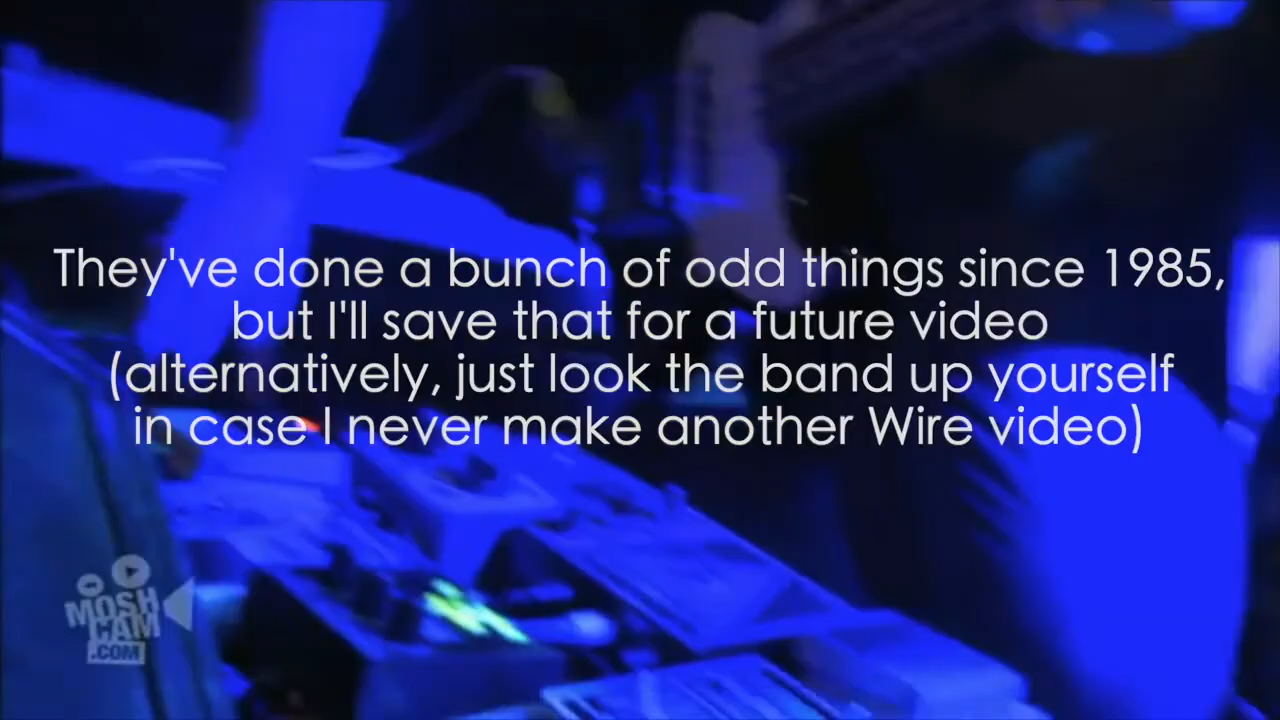 They've done a bunch of odd things since 1985,
but I'll save that for a future video
(alternatively, just look the band up yourself
in case I never make another Wire video)
MOSH
CAM
.COM